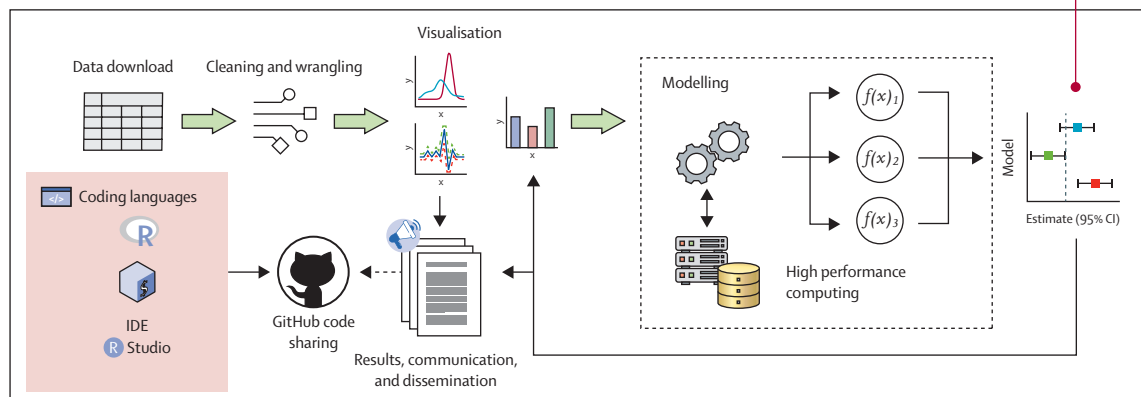 Data download
Cleaning and wrangling
Visualisation
y
x
y
x
y
x
Modelling
f(x)1
f(x)2
f(x)3
High performance
computing
Model
Estimate (95% CI)
</> Coding languages
R
IDE
R Studio
GitHub code
sharing
Results, communication,
and dissemination